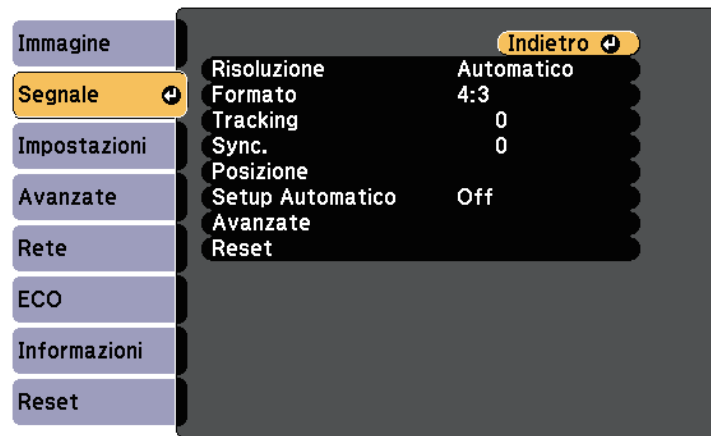 Immagine
Segnale
Impostazioni
Avanzate
Rete
ECO
Informazioni
Reset
Indietro
Risoluzione Automatico
Formato 4:3
Tracking 0
Sync. 0
Posizione
Setup Automatico Off
Avanzate
Reset